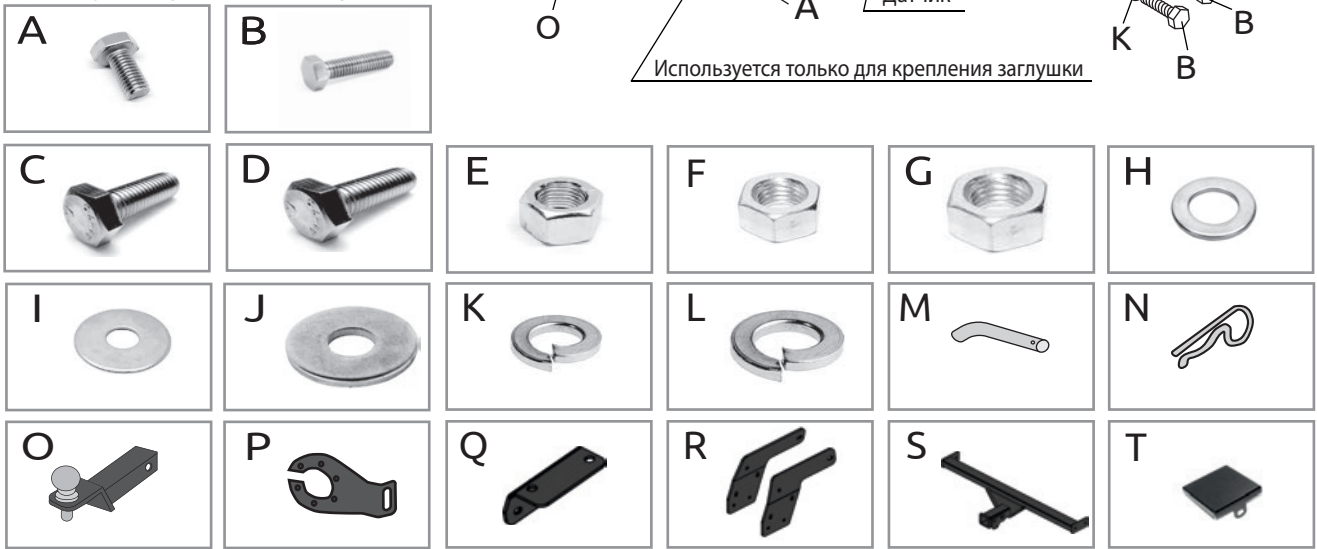 O
A
Датчик
K
B
B
Используется только для крепления заглушки
A
B
C
D
E
F
G
H
I
J
K
L
M
N
O
P
Q
R
S
T